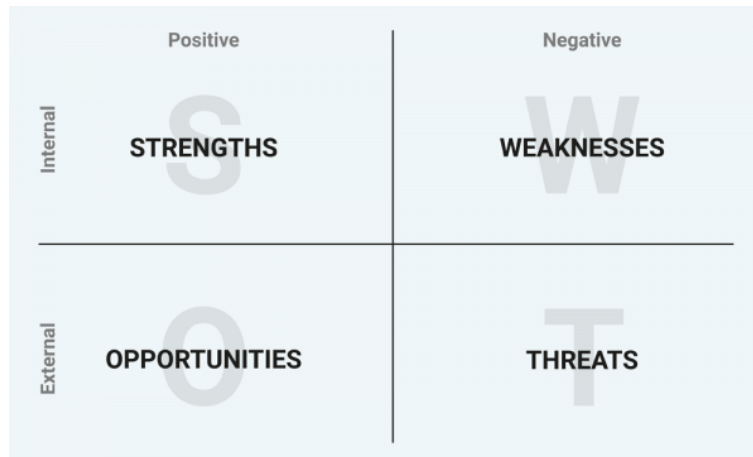 Positive
Negative
Internal
S
STRENGTHS
W
WEAKNESSES
External
O
OPPORTUNITIES
T
THREATS